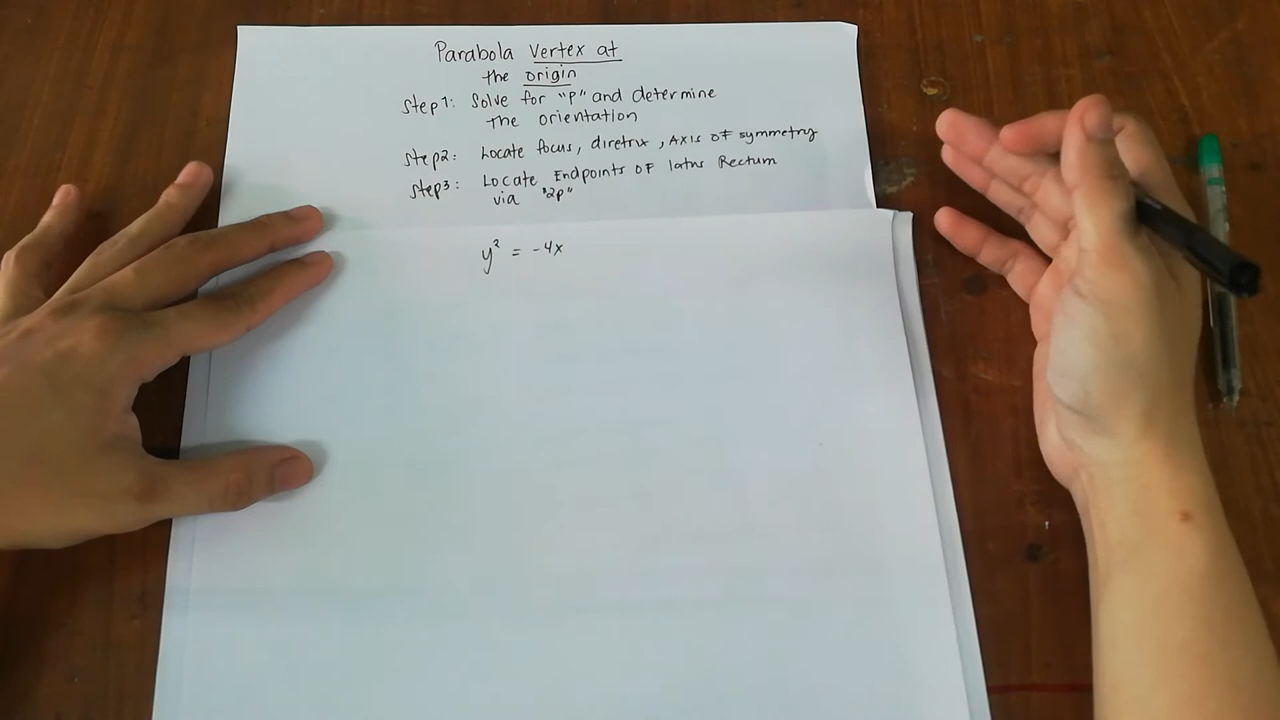 Parabola Vertex at
the origin
Step1: Solve for "p" and determine
the orientation
Step2: Locate focus, diretrix, Axis of symmetry
Step3: Locate Endpoints of latus Rectum
via "2p"
y² = -4x